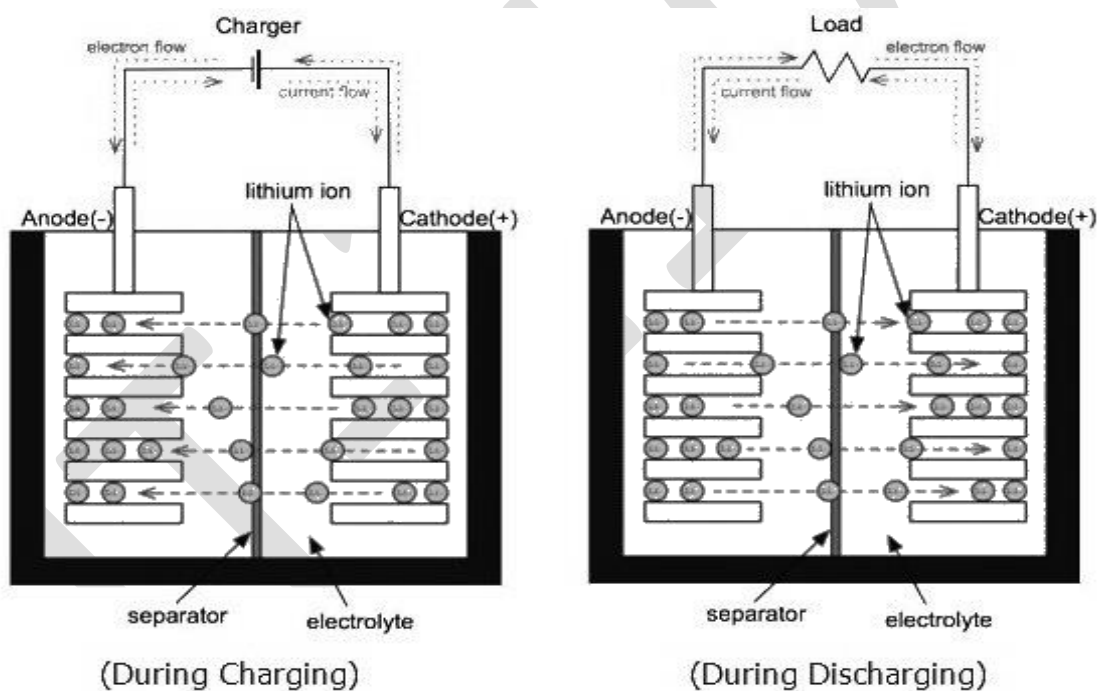 Charger
electron flow
current flow
lithium ion
Anode(-)
Cathode(+)
separator
electrolyte
(During Charging)
Load
electron flow
current flow
lithium ion
Anode(-)
Cathode(+)
separator
electrolyte
(During Discharging)